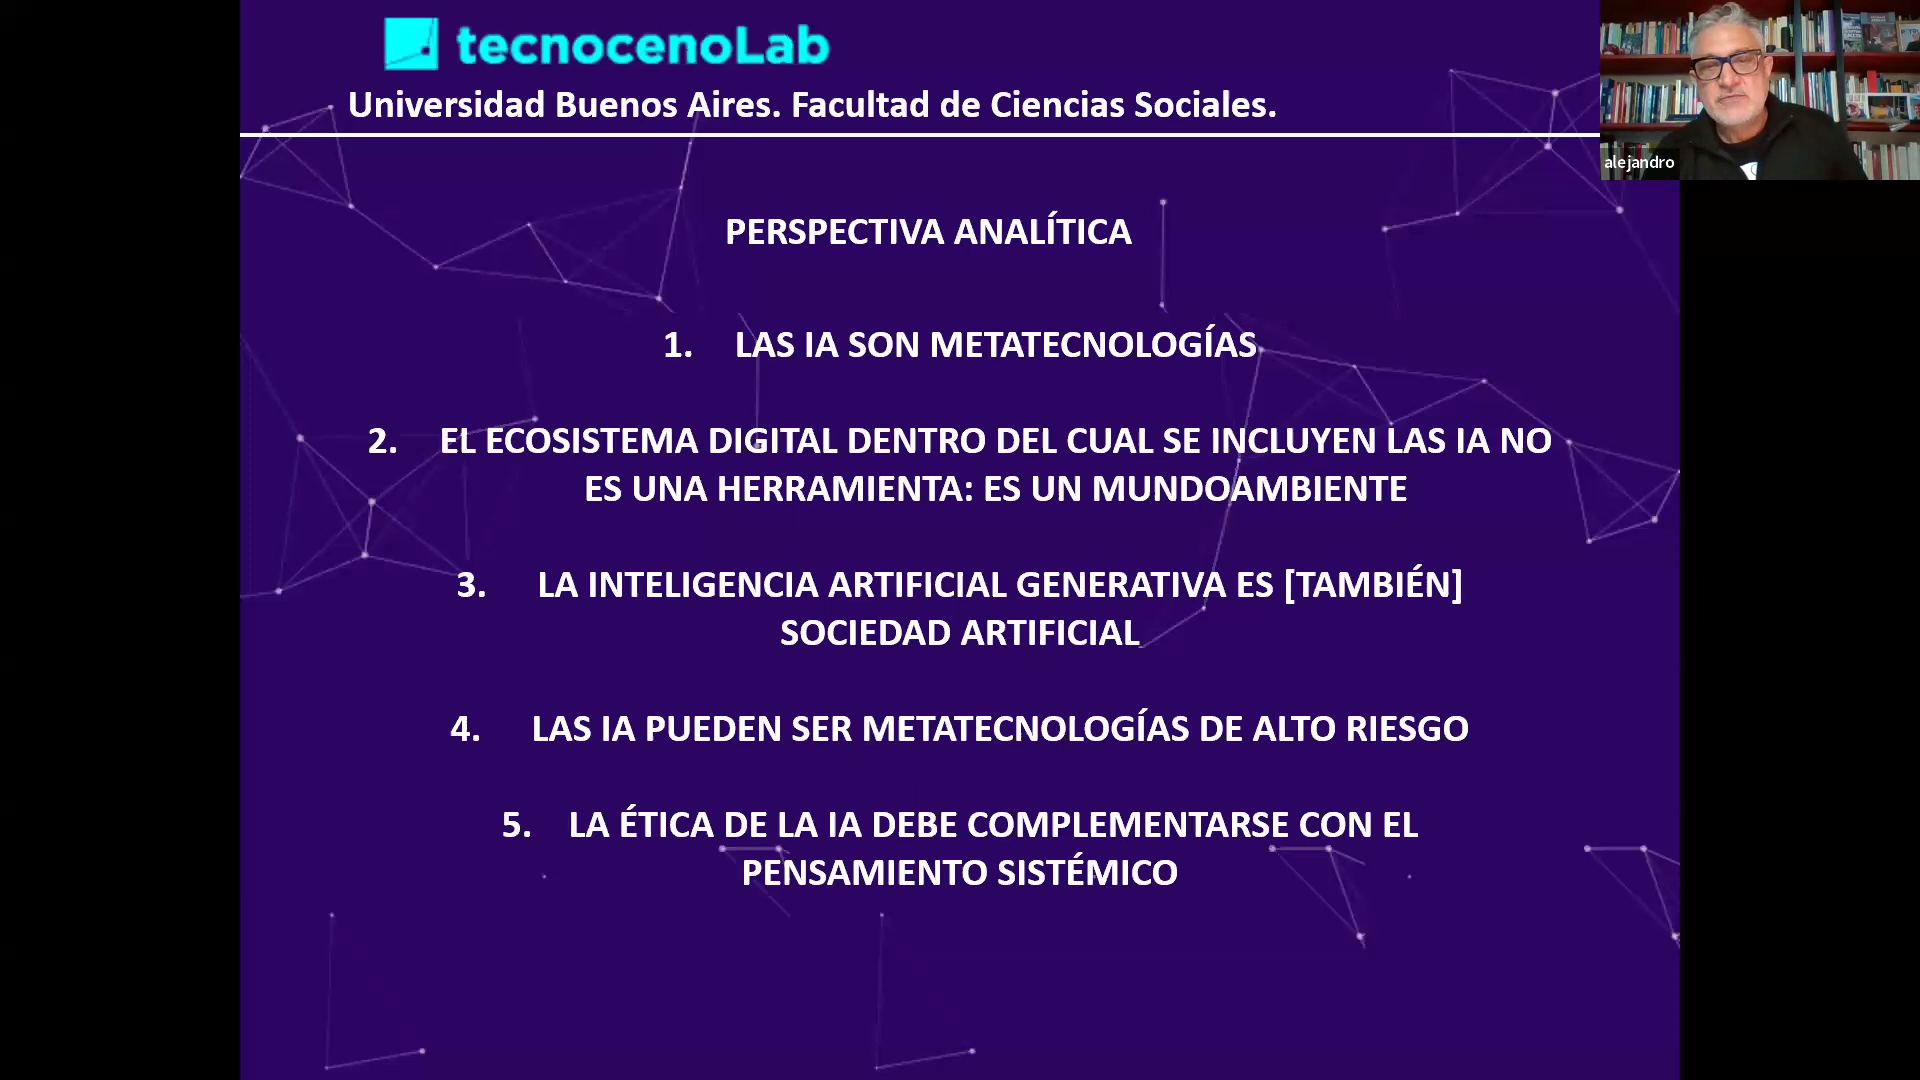 tecnocenoLab
Universidad Buenos Aires. Facultad de Ciencias Sociales.
alejandro
PERSPECTIVA ANALÍTICA
1. LAS IA SON METATECNOLOGÍAS
2. EL ECOSISTEMA DIGITAL DENTRO DEL CUAL SE INCLUYEN LAS IA NO
ES UNA HERRAMIENTA: ES UN MUNDOAMBIENTE
3. LA INTELIGENCIA ARTIFICIAL GENERATIVA ES [TAMBIÉN]
SOCIEDAD ARTIFICIAL
4. LAS IA PUEDEN SER METATECNOLOGÍAS DE ALTO RIESGO
5. LA ÉTICA DE LA IA DEBE COMPLEMENTARSE CON EL
PENSAMIENTO SISTÉMICO